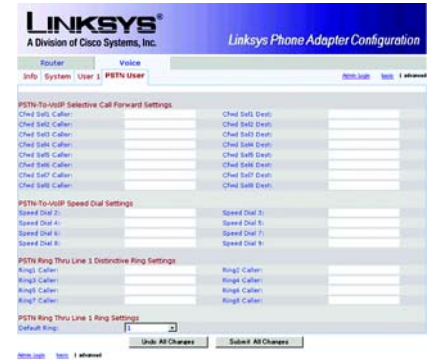 LINKSYS®
A Division of Cisco Systems, Inc.
Linksys Phone Adapter Configuration
Router Voice
Info System User 1 PSTN User Admin Login basic | advanced
PSTN-To-VoIP Selective Call Forward Settings
Cfwd Sel1 Caller: Cfwd Sel1 Dest:
Cfwd Sel2 Caller: Cfwd Sel2 Dest:
Cfwd Sel3 Caller: Cfwd Sel3 Dest:
Cfwd Sel4 Caller: Cfwd Sel4 Dest:
Cfwd Sel5 Caller: Cfwd Sel5 Dest:
Cfwd Sel6 Caller: Cfwd Sel6 Dest:
Cfwd Sel7 Caller: Cfwd Sel7 Dest:
Cfwd Sel8 Caller: Cfwd Sel8 Dest:
PSTN-To-VoIP Speed Dial Settings
Speed Dial 2: Speed Dial 3:
Speed Dial 4: Speed Dial 5:
Speed Dial 6: Speed Dial 7:
Speed Dial 8: Speed Dial 9:
PSTN Ring Thru Line 1 Distinctive Ring Settings
Ring1 Caller: Ring2 Caller:
Ring3 Caller: Ring4 Caller:
Ring5 Caller: Ring6 Caller:
Ring7 Caller: Ring8 Caller:
PSTN Ring Thru Line 1 Ring Settings
Default Ring: 1
Undo All Changes Submit All Changes
Admin Login basic | advanced